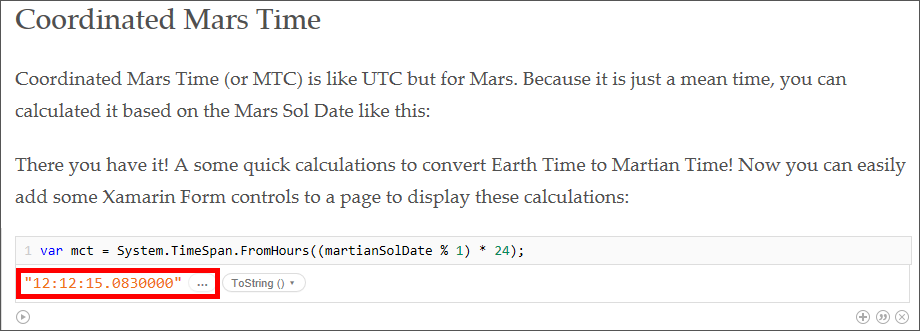 Coordinated Mars Time
Coordinated Mars Time (or MTC) is like UTC but for Mars. Because it is just a mean time, you can
calculated it based on the Mars Sol Date like this:
There you have it! A some quick calculations to convert Earth Time to Martian Time! Now you can easily
add some Xamarin Form controls to a page to display these calculations:
1 var mct = System.TimeSpan.FromHours((martianSolDate % 1) * 24);
"12:12:15.0830000" ... ToString ()